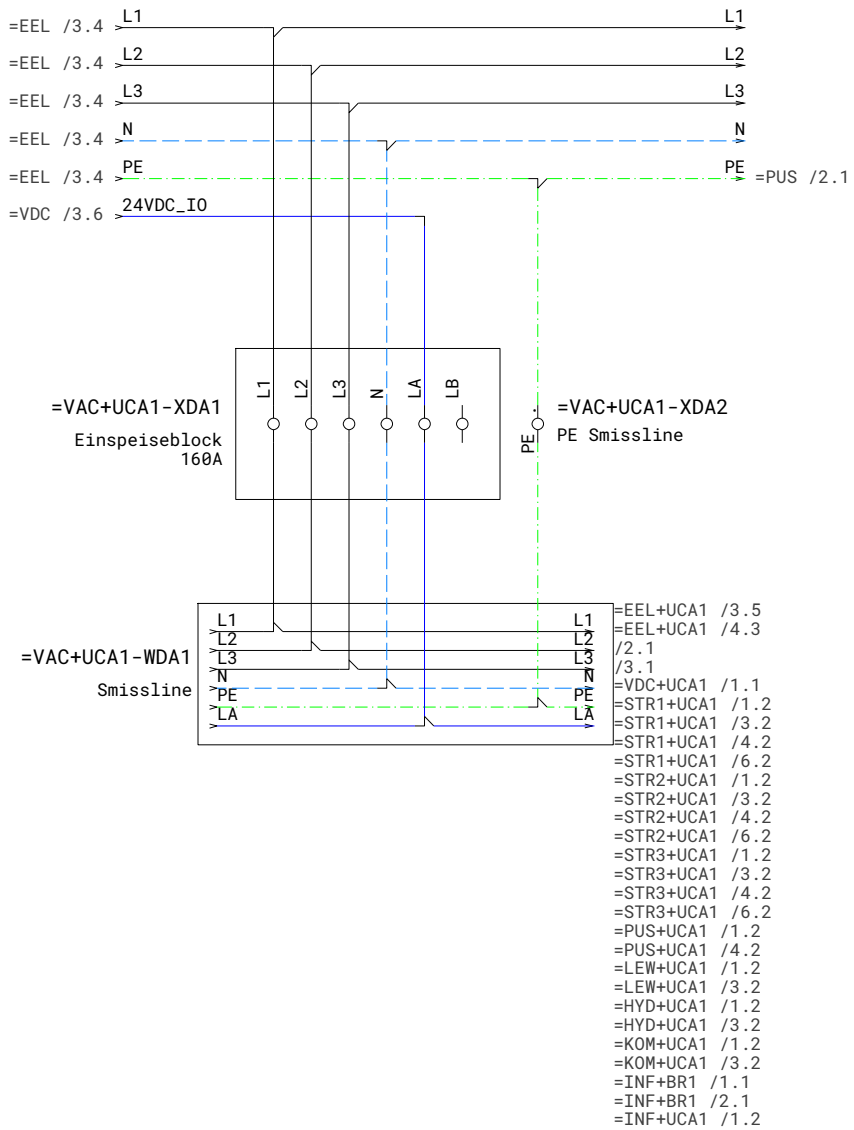 =EEL /3.4 L1 L1
=EEL /3.4 L2 L2
=EEL /3.4 L3 L3
=EEL /3.4 N N
=EEL /3.4 PE PE =PUS /2.1
=VDC /3.6 24VDC_IO
L1 L2 L3 N LA LB
=VAC+UCA1-XDA1
Einspeiseblock
160A
PE
=VAC+UCA1-XDA2
PE Smissline
=VAC+UCA1-WDA1
Smissline
L1 L1
L2 L2
L3 L3
N N
PE PE
LA LA
=EEL+UCA1 /3.5
=EEL+UCA1 /4.3
/2.1
/3.1
=VDC+UCA1 /1.1
=STR1+UCA1 /1.2
=STR1+UCA1 /3.2
=STR1+UCA1 /4.2
=STR1+UCA1 /6.2
=STR2+UCA1 /1.2
=STR2+UCA1 /3.2
=STR2+UCA1 /4.2
=STR2+UCA1 /6.2
=STR3+UCA1 /1.2
=STR3+UCA1 /3.2
=STR3+UCA1 /4.2
=STR3+UCA1 /6.2
=PUS+UCA1 /1.2
=PUS+UCA1 /4.2
=LEW+UCA1 /1.2
=LEW+UCA1 /3.2
=HYD+UCA1 /1.2
=HYD+UCA1 /3.2
=KOM+UCA1 /1.2
=KOM+UCA1 /3.2
=INF+BR1 /1.1
=INF+BR1 /2.1
=INF+UCA1 /1.2